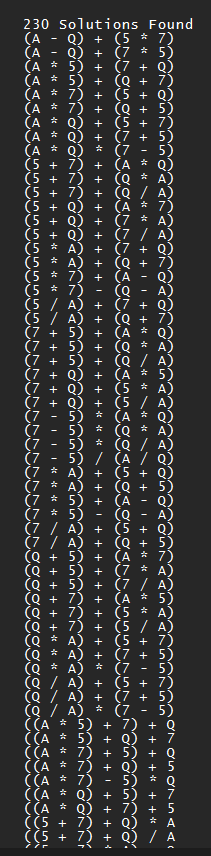 230 Solutions Found
(A - Q) + (5 * 7)
(A - Q) + (7 * 5)
(A * 5) + (7 + Q)
(A * 5) + (Q + 7)
(A * 7) + (5 + Q)
(A * 7) + (Q + 5)
(A * Q) + (5 + 7)
(A * Q) + (7 + 5)
(A * Q) * (7 - 5)
(5 + 7) + (A * Q)
(5 + 7) + (Q * A)
(5 + 7) + (Q / A)
(5 + Q) + (A * 7)
(5 + Q) + (7 * A)
(5 + Q) + (7 / A)
(5 * A) + (7 + Q)
(5 * A) + (Q + 7)
(5 * 7) + (A - Q)
(5 * 7) - (Q - A)
(5 / A) + (7 + Q)
(5 / A) + (Q + 7)
(7 + 5) + (A * Q)
(7 + 5) + (Q * A)
(7 + 5) + (Q / A)
(7 + Q) + (A * 5)
(7 + Q) + (5 * A)
(7 + Q) + (5 / A)
(7 - 5) * (A * Q)
(7 - 5) * (Q * A)
(7 - 5) * (Q / A)
(7 - 5) / (A / Q)
(7 * A) + (5 + Q)
(7 * A) + (Q + 5)
(7 * 5) + (A - Q)
(7 * 5) - (Q - A)
(7 / A) + (5 + Q)
(7 / A) + (Q + 5)
(Q + 5) + (A * 7)
(Q + 5) + (7 * A)
(Q + 5) + (7 / A)
(Q + 7) + (A * 5)
(Q + 7) + (5 * A)
(Q + 7) + (5 / A)
(Q * A) + (5 + 7)
(Q * A) + (7 + 5)
(Q * A) * (7 - 5)
(Q / A) + (5 + 7)
(Q / A) + (7 + 5)
(Q / A) * (7 - 5)
((A * 5) + 7) + Q
((A * 5) + Q) + 7
((A * 7) + 5) + Q
((A * 7) + Q) + 5
((A * 7) - 5) * Q
((A * Q) + 5) + 7
((A * Q) + 7) + 5
((5 + 7) + Q) * A
((5 + 7) + Q) / A